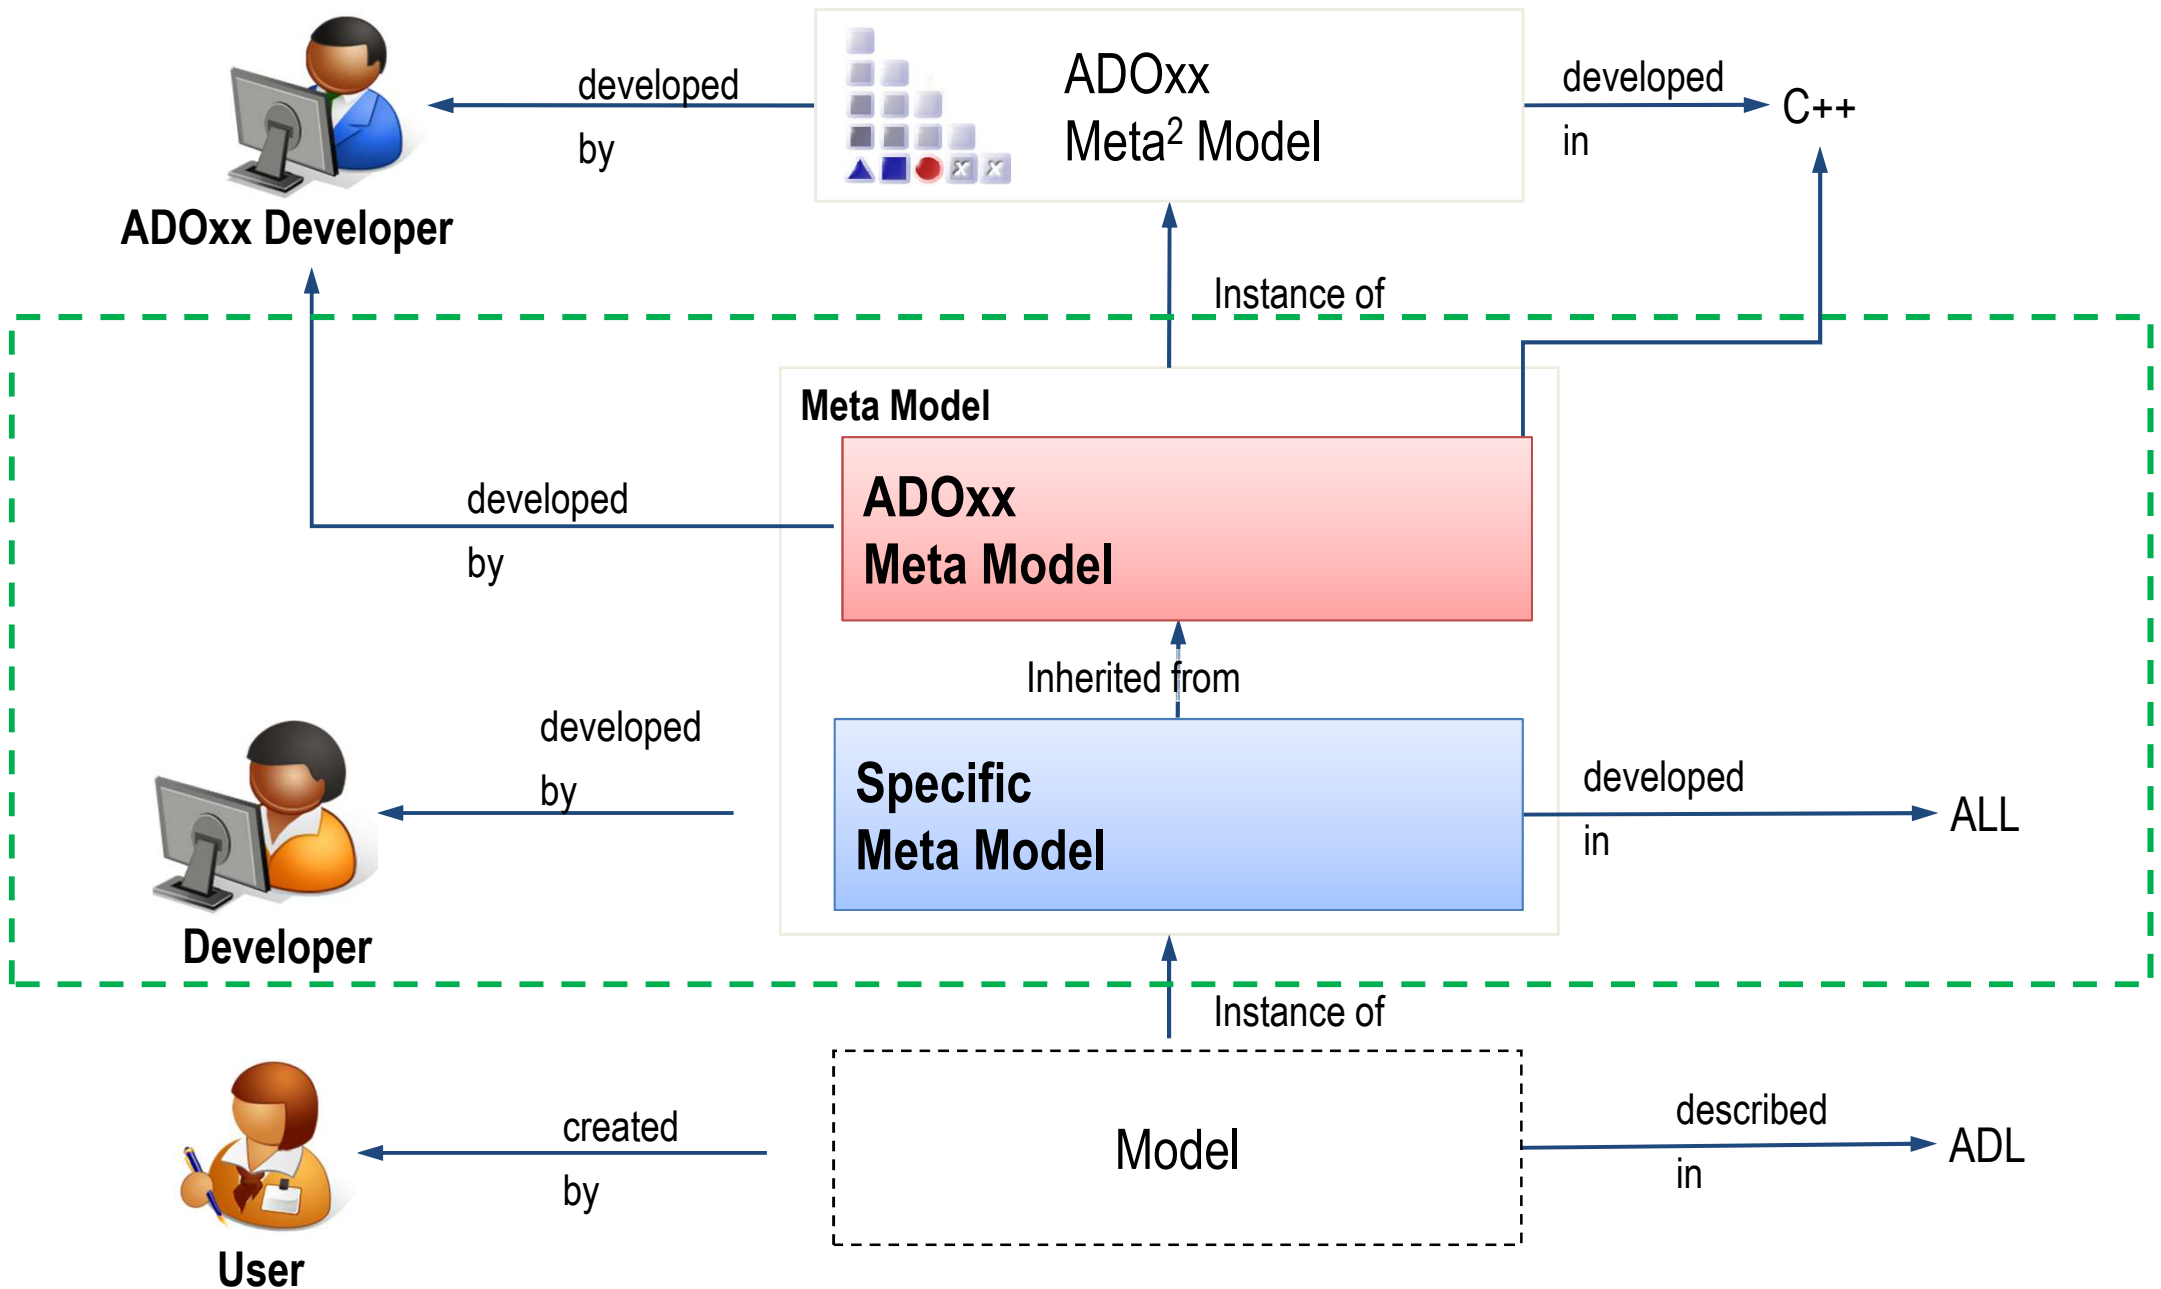 developed
by
ADOxx
Meta² Model
developed
in
C++
ADOxx Developer
Instance of
Meta Model
developed
by
ADOxx
Meta Model
Inherited from
developed
by
Specific
Meta Model
developed
in
ALL
Developer
Instance of
created
by
Model
described
in
ADL
User